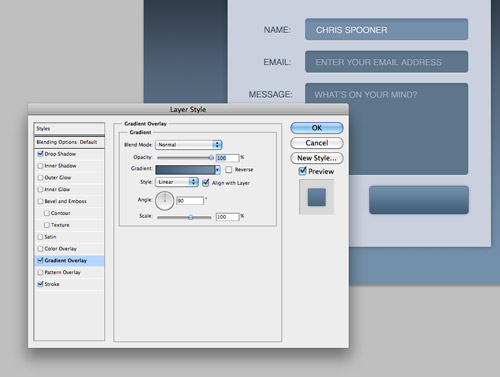 NAME:
CHRIS SPOONER
EMAIL:
ENTER YOUR EMAIL ADDRESS
MESSAGE:
WHAT'S ON YOUR MIND?
Layer Style
Styles
Blending Options: Default
Drop Shadow
Inner Shadow
Outer Glow
Inner Glow
Bevel and Emboss
Contour
Texture
Satin
Color Overlay
Gradient Overlay
Pattern Overlay
Stroke
Gradient Overlay
Gradient
Blend Mode: Normal
Opacity: 100 %
Gradient: Reverse
Style: Linear Align with Layer
Angle: 90 °
Scale: 100 %
OK
Cancel
New Style...
Preview